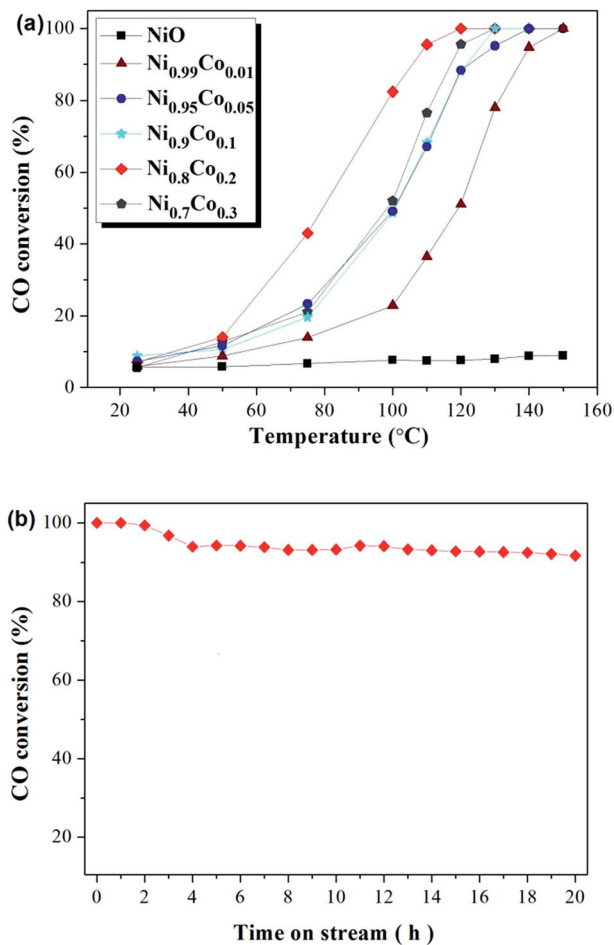 (a)
NiO
Ni0.99Co0.01
Ni0.95Co0.05
Ni0.9Co0.1
Ni0.8Co0.2
Ni0.7Co0.3
100
80
60
40
20
0
CO conversion (%)
20 40 60 80 100 120 140 160
Temperature (°C)
(b)
100
80
60
40
20
CO conversion (%)
0 2 4 6 8 10 12 14 16 18 20
Time on stream ( h )